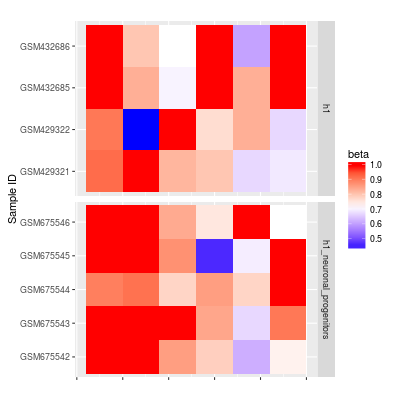 GSM432686
GSM432685
GSM429322
GSM429321
h1
Sample ID
GSM675546
GSM675545
GSM675544
GSM675543
GSM675542
h1_neuronal_progenitors
beta
1.0
0.9
0.8
0.7
0.6
0.5